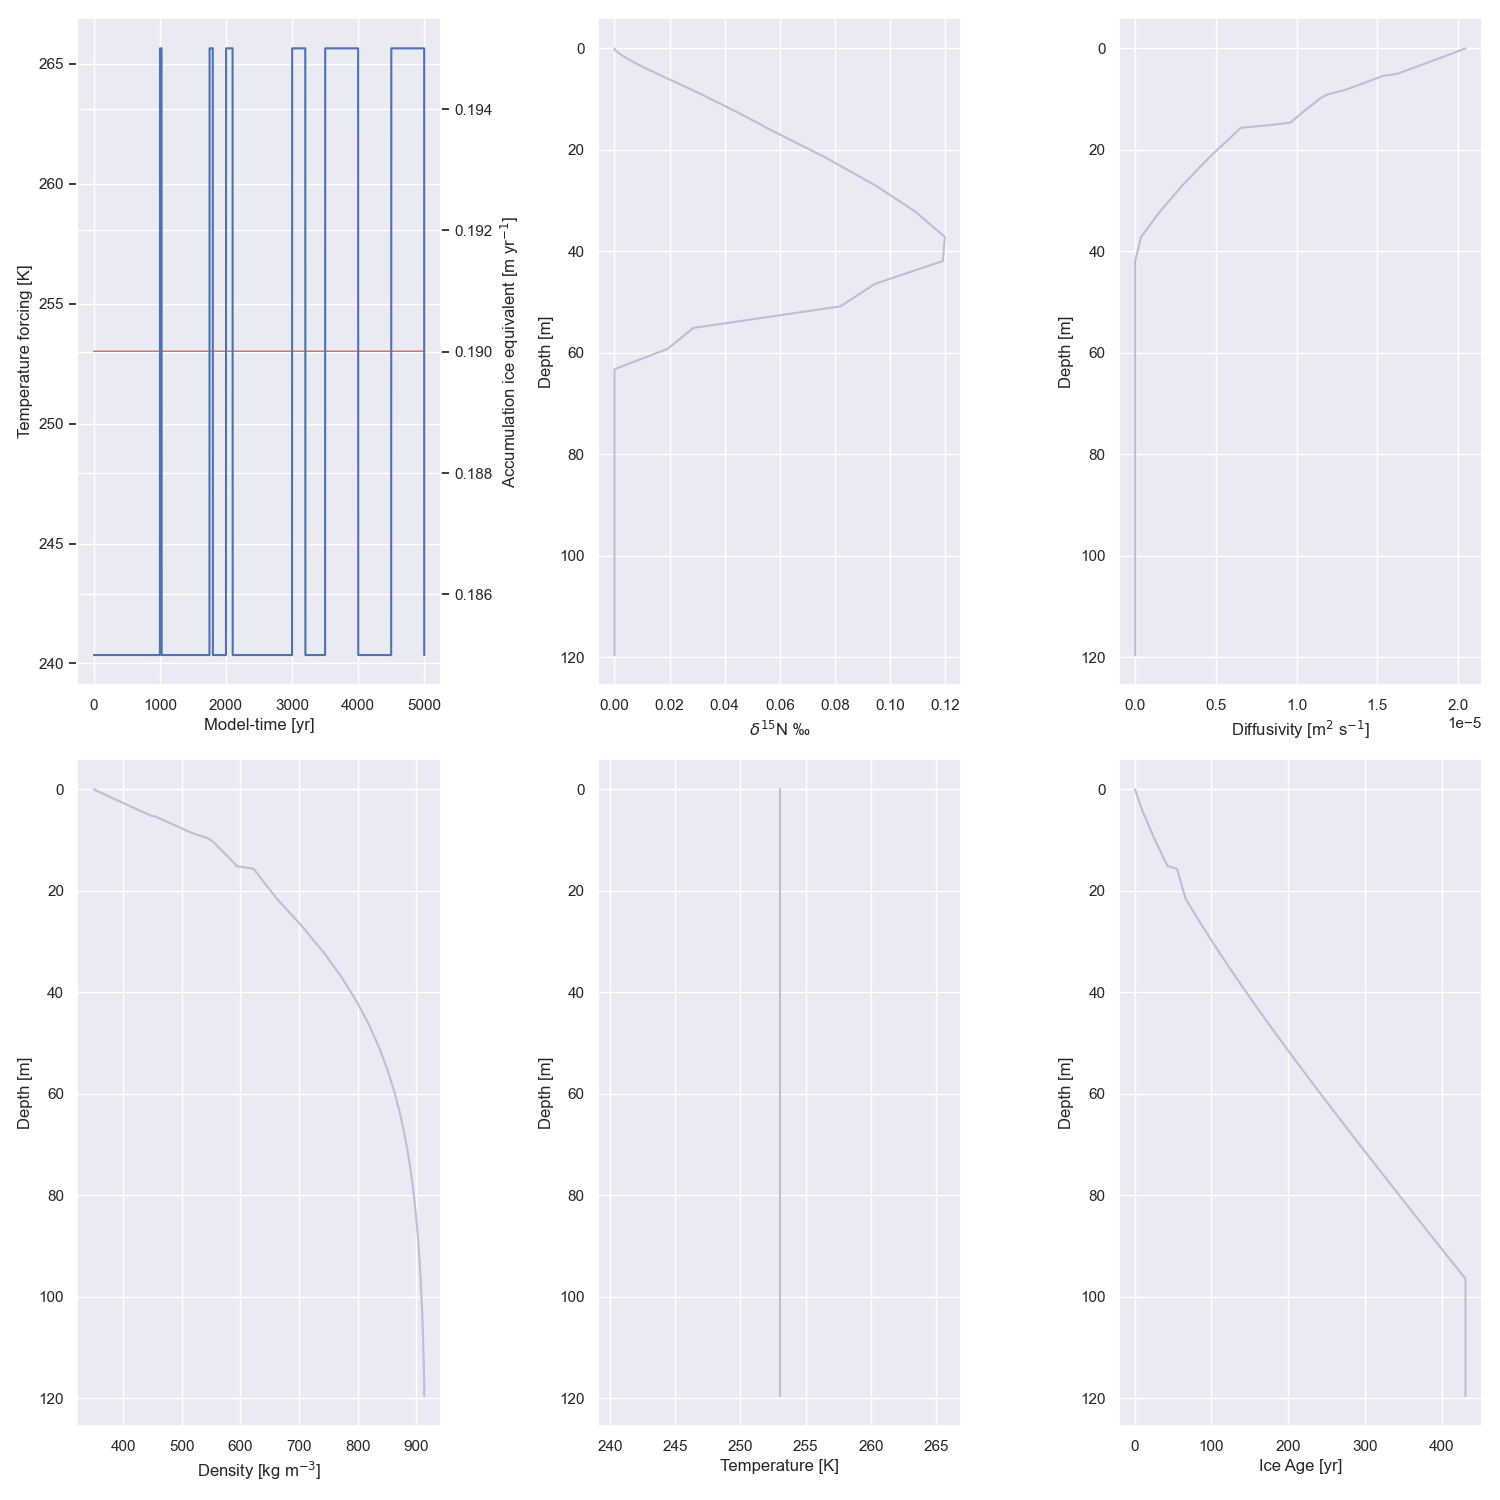 265
260
255
250
245
240
Temperature forcing [K]
0.194
0.192
0.190
0.188
0.186
Accumulation ice equivalent [m yr⁻¹]
0 1000 2000 3000 4000 5000
Model-time [yr]
0
20
40
60
80
100
120
Depth [m]
0.00 0.02 0.04 0.06 0.08 0.10 0.12
δ¹⁵N ‰
0
20
40
60
80
100
120
Depth [m]
0.0 0.5 1.0 1.5 2.0
1e−5
Diffusivity [m² s⁻¹]
0
20
40
60
80
100
120
Depth [m]
400 500 600 700 800 900
Density [kg m⁻³]
0
20
40
60
80
100
120
Depth [m]
240 245 250 255 260 265
Temperature [K]
0
20
40
60
80
100
120
Depth [m]
0 100 200 300 400
Ice Age [yr]